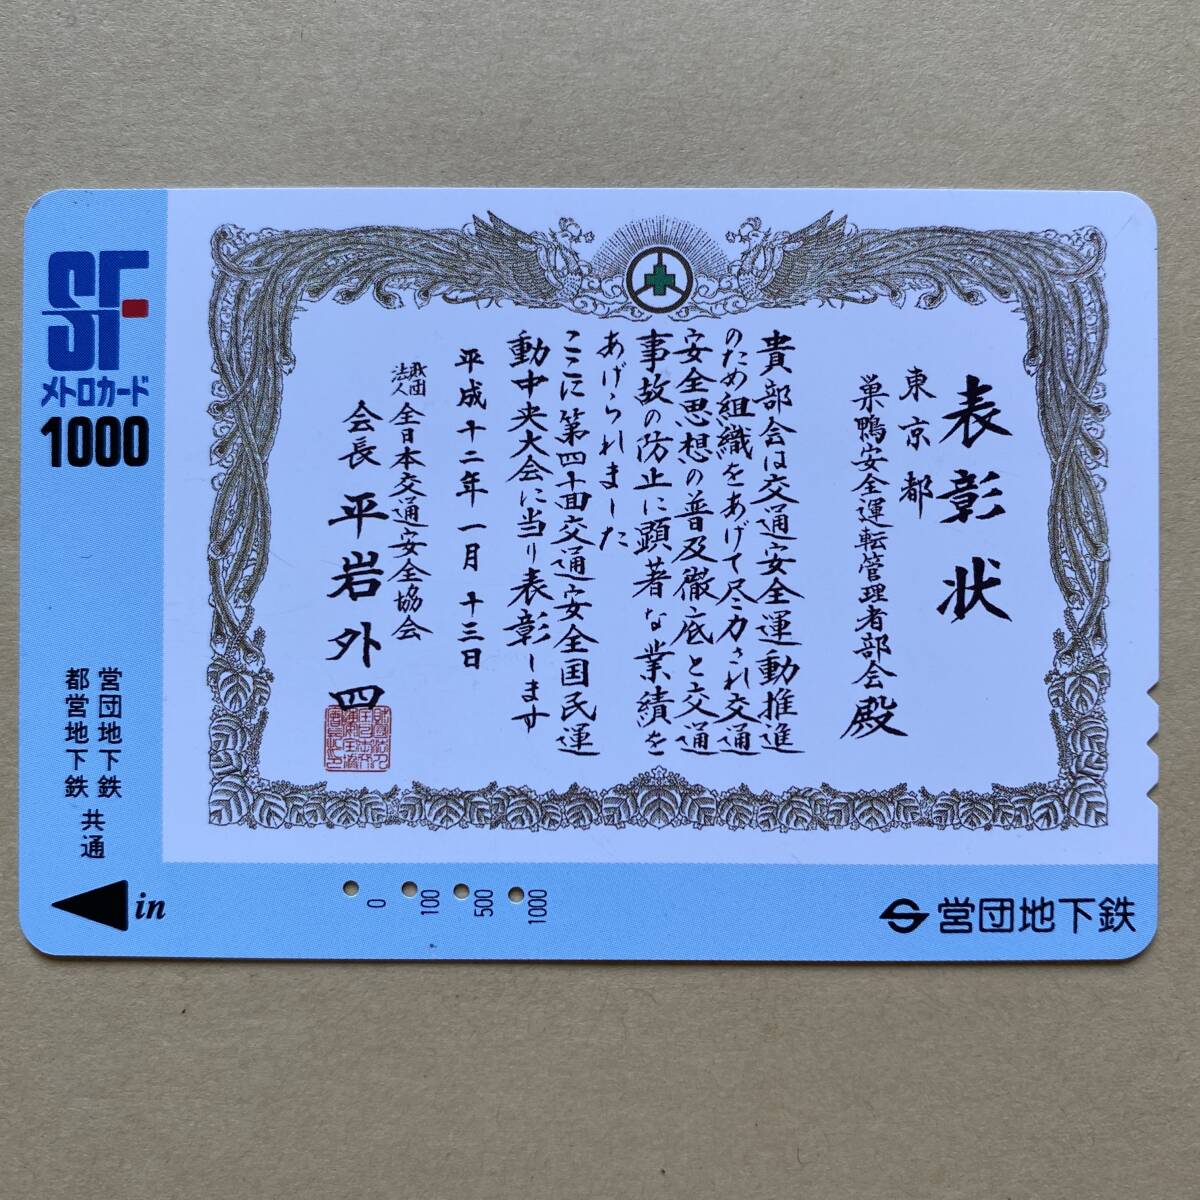 SF
メトロカード
1000
営団地下鉄
都営地下鉄 共通
表彰状
東京都
巣鴨安全運転管理者部会殿
貴部会は交通安全運動推進
のため組織をあげて尽力され交通
安全思想の普及徹底と交通
事故の防止に顕著な業績を
あげられました
ここに第四十回交通安全国民運
動中央大会に当り表彰します
平成十二年一月十三日
財団法人 全日本交通安全協会
会長 平岩外四
in
0 100 500 1000
営団地下鉄